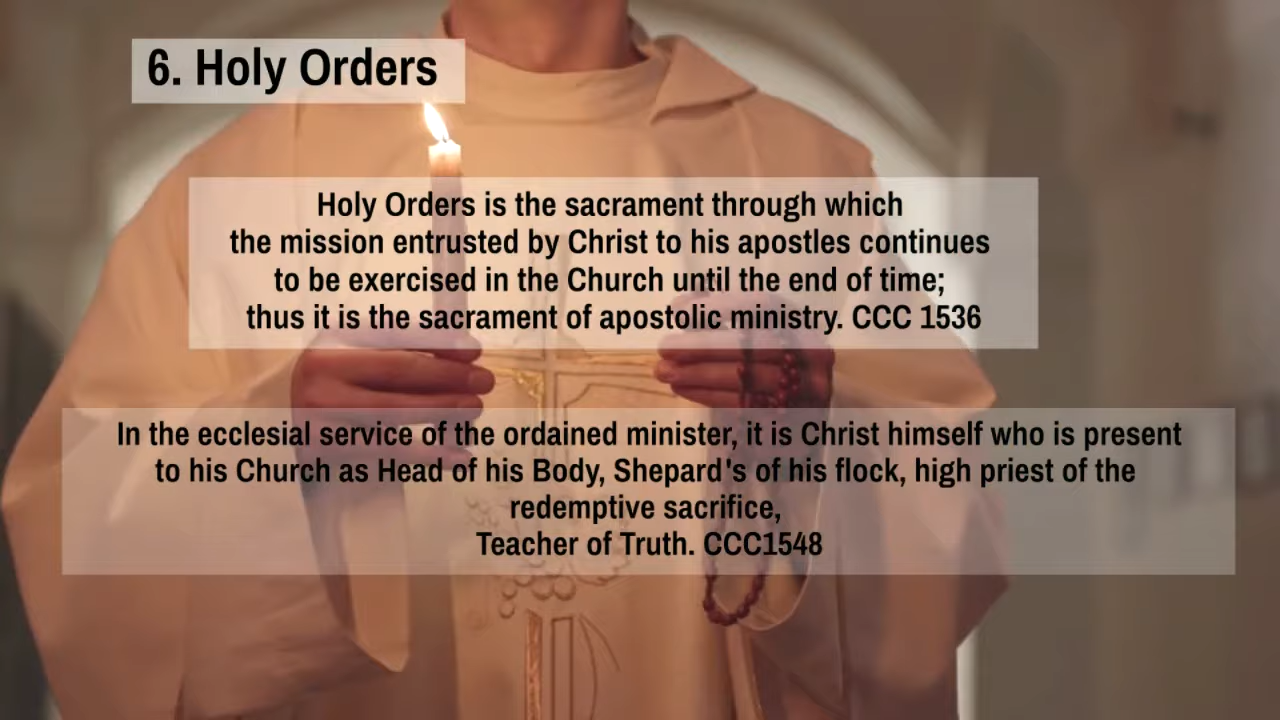 6. Holy Orders
Holy Orders is the sacrament through which
the mission entrusted by Christ to his apostles continues
to be exercised in the Church until the end of time;
thus it is the sacrament of apostolic ministry. CCC 1536
In the ecclesial service of the ordained minister, it is Christ himself who is present
to his Church as Head of his Body, Shepard's of his flock, high priest of the
redemptive sacrifice,
Teacher of Truth. CCC1548